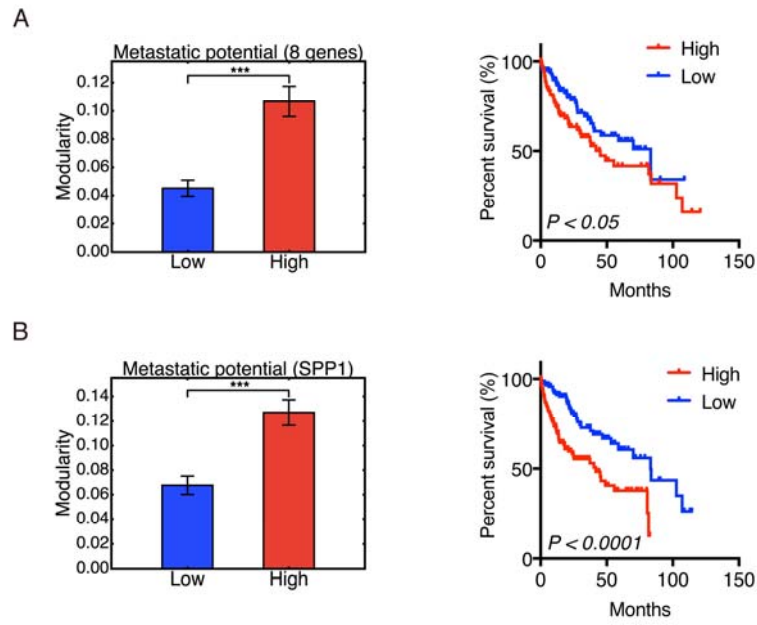 A
Metastatic potential (8 genes)
***
Modularity
0.12
0.10
0.08
0.06
0.04
0.02
0.00
Low
High
High
Low
Percent survival (%)
100
50
0
P < 0.05
0
50
100
150
Months
B
Metastatic potential (SPP1)
***
Modularity
0.14
0.12
0.10
0.08
0.06
0.04
0.02
0.00
Low
High
High
Low
Percent survival (%)
100
50
0
P < 0.0001
0
50
100
150
Months